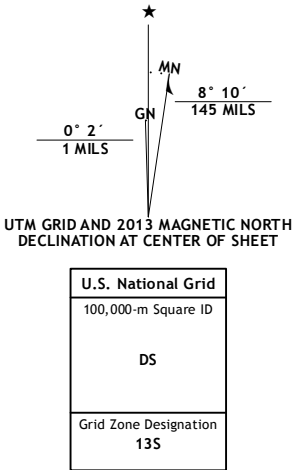 ★
MN
8° 10´
145 MILS
GN
0° 2´
1 MILS
UTM GRID AND 2013 MAGNETIC NORTH
DECLINATION AT CENTER OF SHEET
U.S. National Grid
100,000-m Square ID
DS
Grid Zone Designation
13S